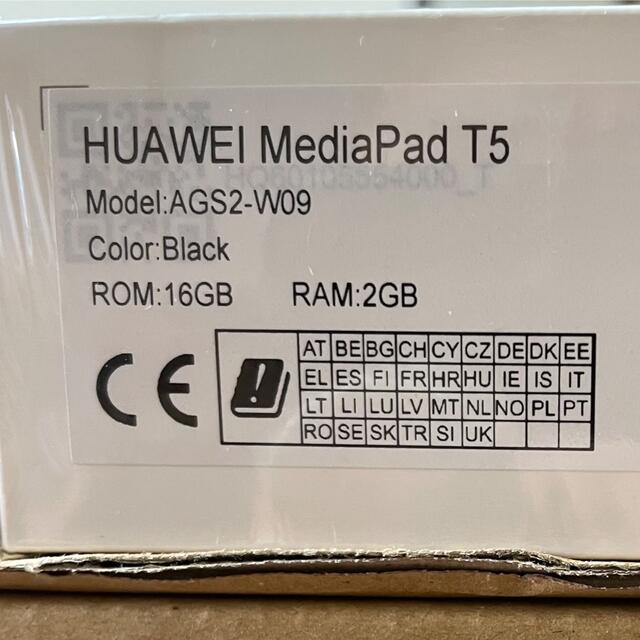 HUAWEI MediaPad T5
Model:AGS2-W09
Color:Black
ROM:16GB RAM:2GB
CE
AT BE BG CH CY CZ DE DK EE
EL ES FI FR HR HU IE IS IT
LT LI LU LV MT NL NO PL PT
RO SE SK TR SI UK